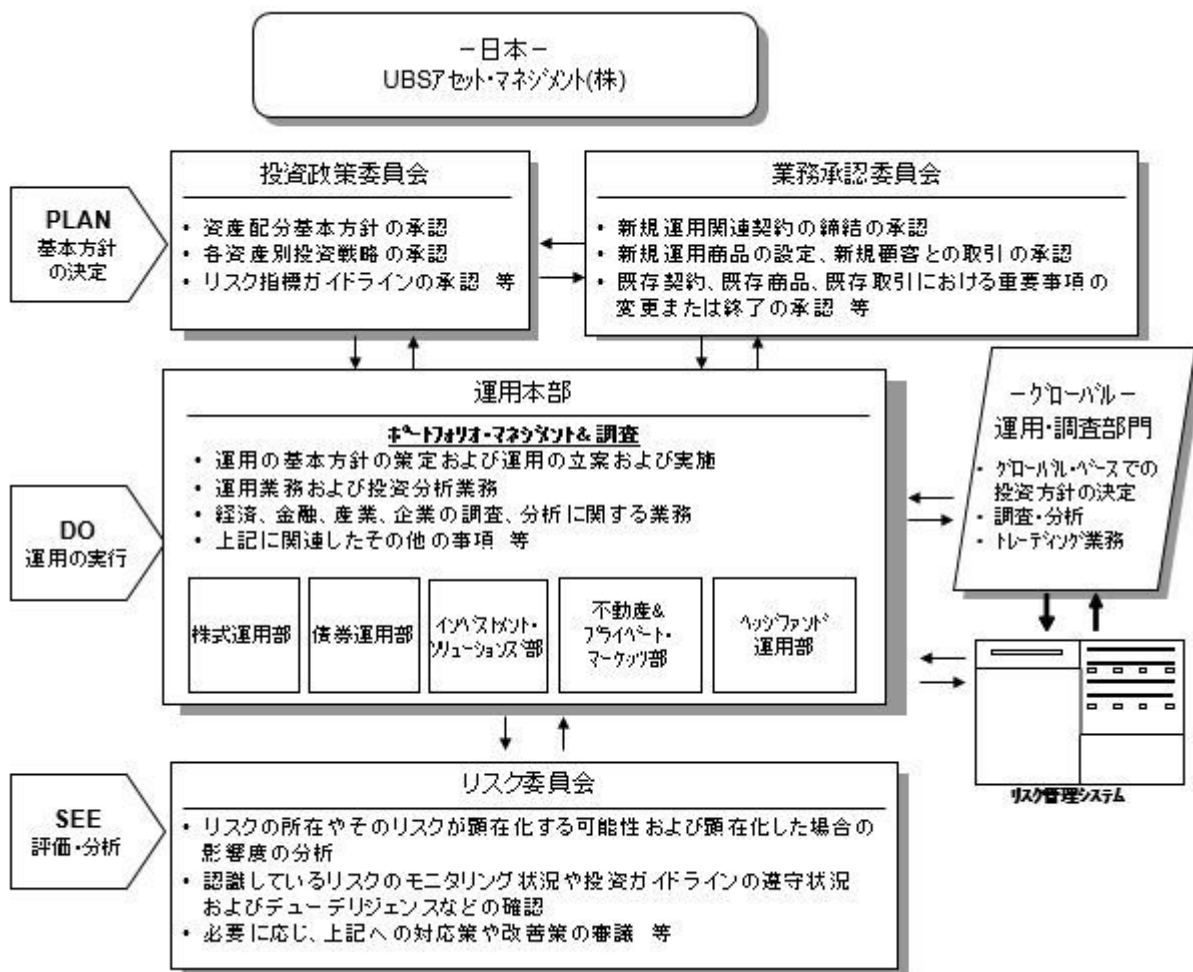 －日本－
UBSｱｾｯﾄ･ﾏﾈｼﾞﾒﾝﾄ(株)
PLAN
基本方針
の決定
投資政策委員会
• 資産配分基本方針の承認
• 各資産別投資戦略の承認
• リスク指標ガイドラインの承認 等
業務承認委員会
• 新規運用関連契約の締結の承認
• 新規運用商品の設定、新規顧客との取引の承認
• 既存契約、既存商品、既存取引における重要事項の
変更または終了の承認 等
DO
運用の実行
運用本部
ﾎﾟｰﾄﾌｫﾘｵ･ﾏﾈｼﾞﾒﾝﾄ&調査
• 運用の基本方針の策定および運用の立案および実施
• 運用業務および投資分析業務
• 経済、金融、産業、企業の調査、分析に関する業務
• 上記に関連したその他の事項 等
株式運用部
債券運用部
ｲﾝﾍﾞｽﾄﾒﾝﾄ･
ｿﾘｭｰｼｮﾝｽﾞ部
不動産&
ﾌﾟﾗｲﾍﾞｰﾄ･
ﾏｰｹｯﾂ部
ﾍｯｼﾞﾌｧﾝﾄﾞ
運用部
－ｸﾞﾛｰﾊﾞﾙ－
運用･調査部門
• ｸﾞﾛｰﾊﾞﾙ･ﾍﾞｰｽでの
投資方針の決定
• 調査･分析
• ﾄﾚｰﾃﾞｨﾝｸﾞ業務
ﾘｽｸ管理ｼｽﾃﾑ
SEE
評価･分析
リスク委員会
• リスクの所在やそのリスクが顕在化する可能性および顕在化した場合の
影響度の分析
• 認識しているリスクのモニタリング状況や投資ガイドラインの遵守状況
およびデューデリジェンスなどの確認
• 必要に応じ、上記への対応策や改善策の審議 等